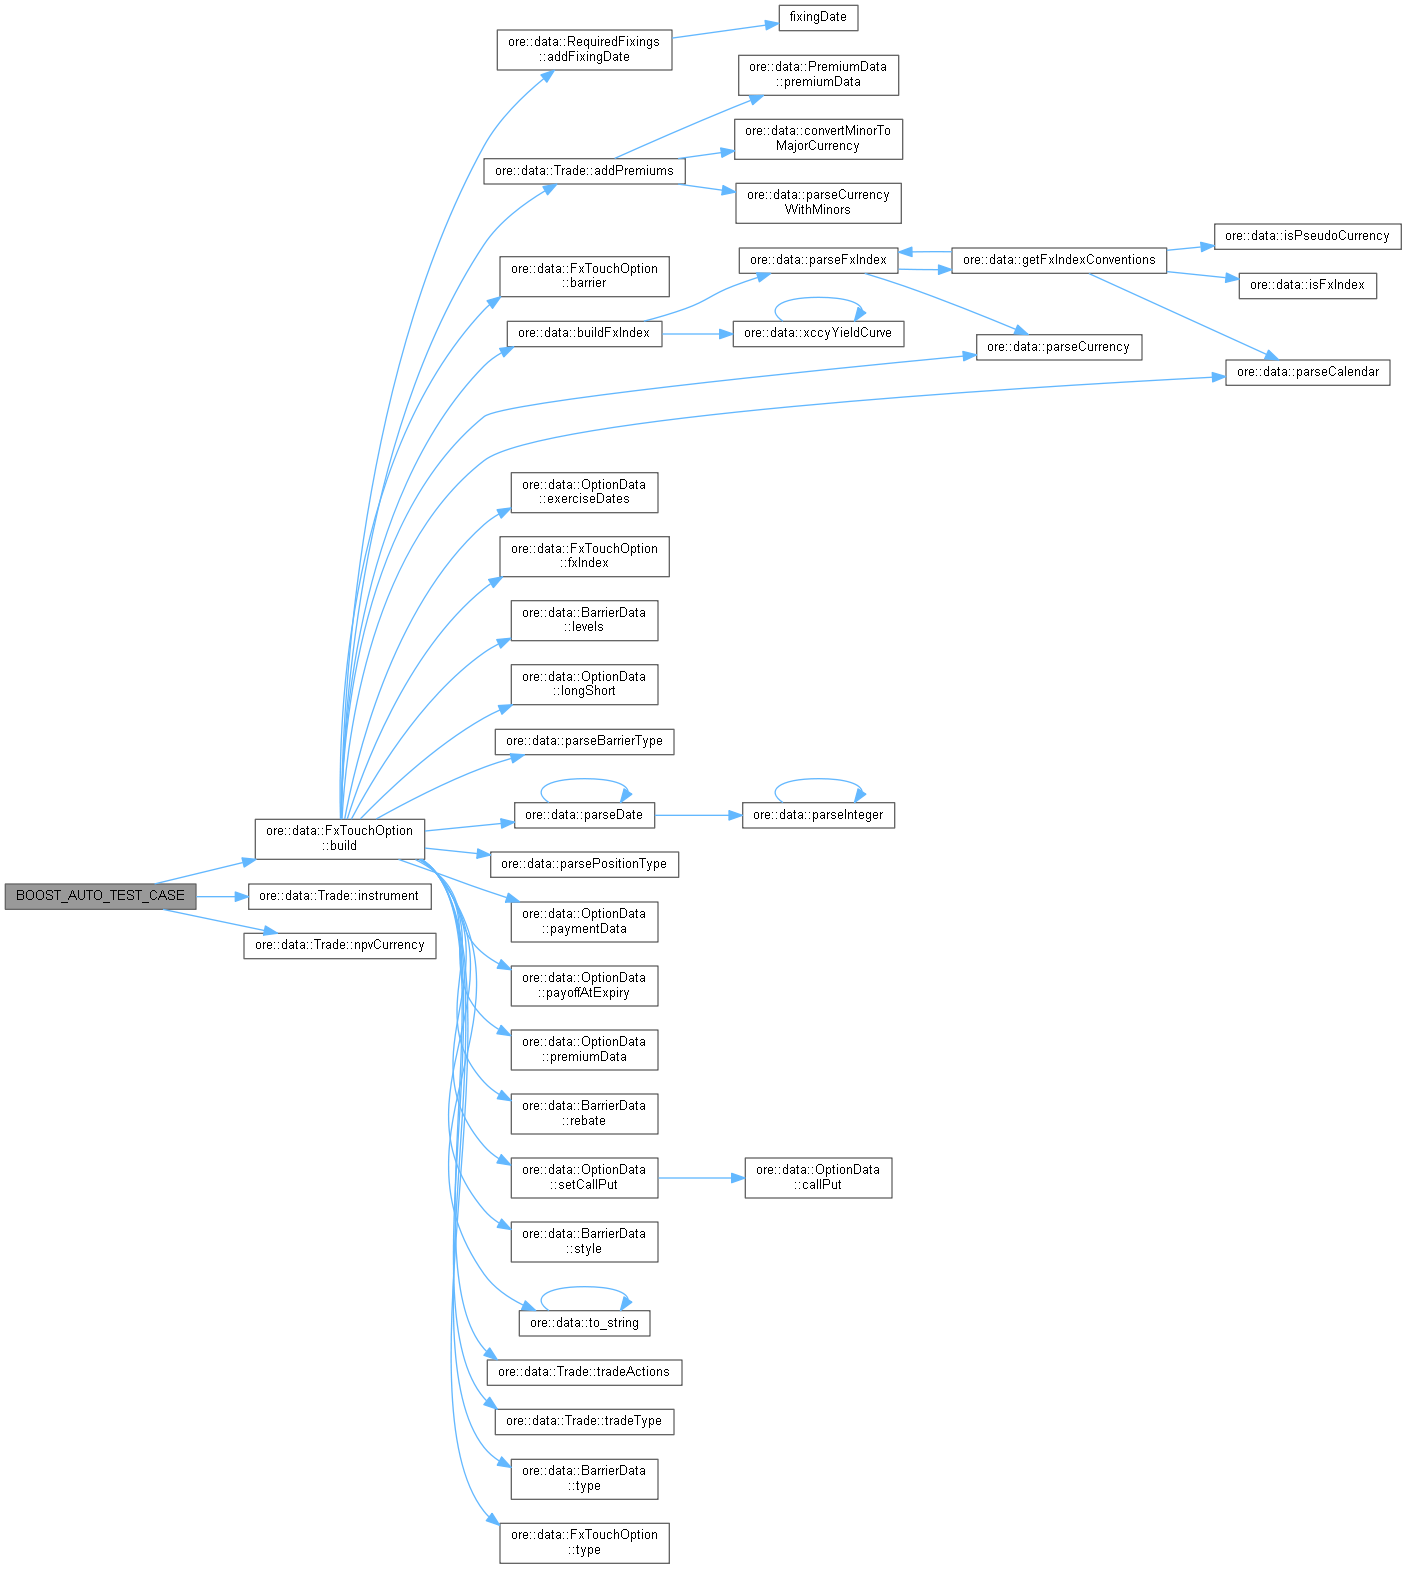 fixingDate
ore::data::RequiredFixings
::addFixingDate
ore::data::PremiumData
::premiumData
ore::data::convertMinorTo
MajorCurrency
ore::data::Trade::addPremiums
ore::data::parseCurrency
WithMinors
ore::data::isPseudoCurrency
ore::data::parseFxIndex
ore::data::getFxIndexConventions
ore::data::FxTouchOption
::barrier
ore::data::isFxIndex
ore::data::buildFxIndex
ore::data::xccyYieldCurve
ore::data::parseCurrency
ore::data::parseCalendar
ore::data::OptionData
::exerciseDates
ore::data::FxTouchOption
::fxIndex
ore::data::BarrierData
::levels
ore::data::OptionData
::longShort
ore::data::parseBarrierType
ore::data::parseDate
ore::data::parseInteger
ore::data::FxTouchOption
::build
ore::data::parsePositionType
BOOST_AUTO_TEST_CASE
ore::data::Trade::instrument
ore::data::OptionData
::paymentData
ore::data::Trade::npvCurrency
ore::data::OptionData
::payoffAtExpiry
ore::data::OptionData
::premiumData
ore::data::BarrierData
::rebate
ore::data::OptionData
::setCallPut
ore::data::OptionData
::callPut
ore::data::BarrierData
::style
ore::data::to_string
ore::data::Trade::tradeActions
ore::data::Trade::tradeType
ore::data::BarrierData
::type
ore::data::FxTouchOption
::type